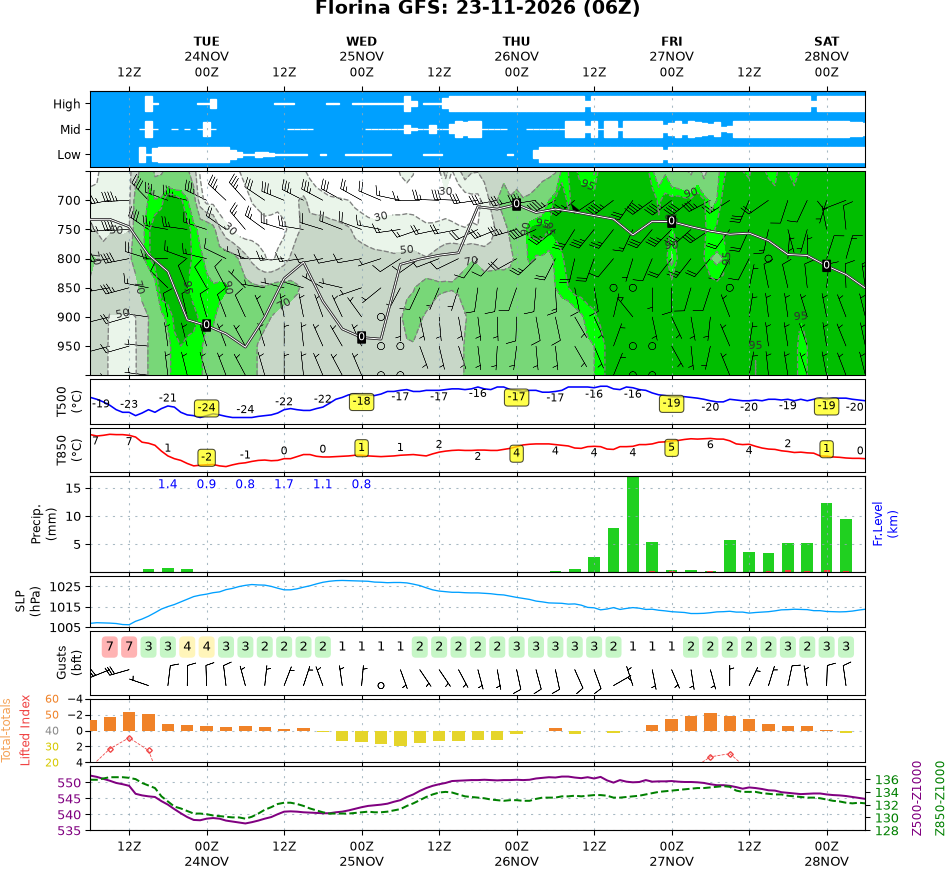 Florina GFS: 23-11-2026 (06Z)
TUE WED THU FRI SAT
24NOV 25NOV 26NOV 27NOV 28NOV
12Z 00Z 12Z 00Z 12Z 00Z 12Z 00Z 12Z 00Z
High
Mid
Low
700
750
800
850
900
950
30 30 30 50 50 50 70 70 70 90 90 90 95 95 95 95
0 0 0 0 0
T500 (°C)
-19 -23 -21 -24 -24 -22 -22 -18 -17 -17 -16 -17 -17 -16 -16 -19 -20 -20 -19 -19 -20
T850 (°C)
7 7 1 -2 -1 0 0 1 1 2 2 4 4 4 4 5 6 4 2 1 0
Precip. (mm)
15
10
5
1.4 0.9 0.8 1.7 1.1 0.8
Fr.Level (km)
SLP (hPa)
1025
1015
1005
Gusts (bft)
7 7 3 3 4 4 3 3 2 2 2 2 1 1 1 1 2 2 2 2 2 2 3 3 3 3 2 1 1 1 2 2 2 2 2 3 2 3 3
Total-totals
Lifted Index
60 −4
50 −2
40 0
30 2
20 4
550
545
540
535
136
134
132
130
128
Z500-Z1000
Z850-Z1000
12Z 00Z 12Z 00Z 12Z 00Z 12Z 00Z 12Z 00Z
24NOV 25NOV 26NOV 27NOV 28NOV